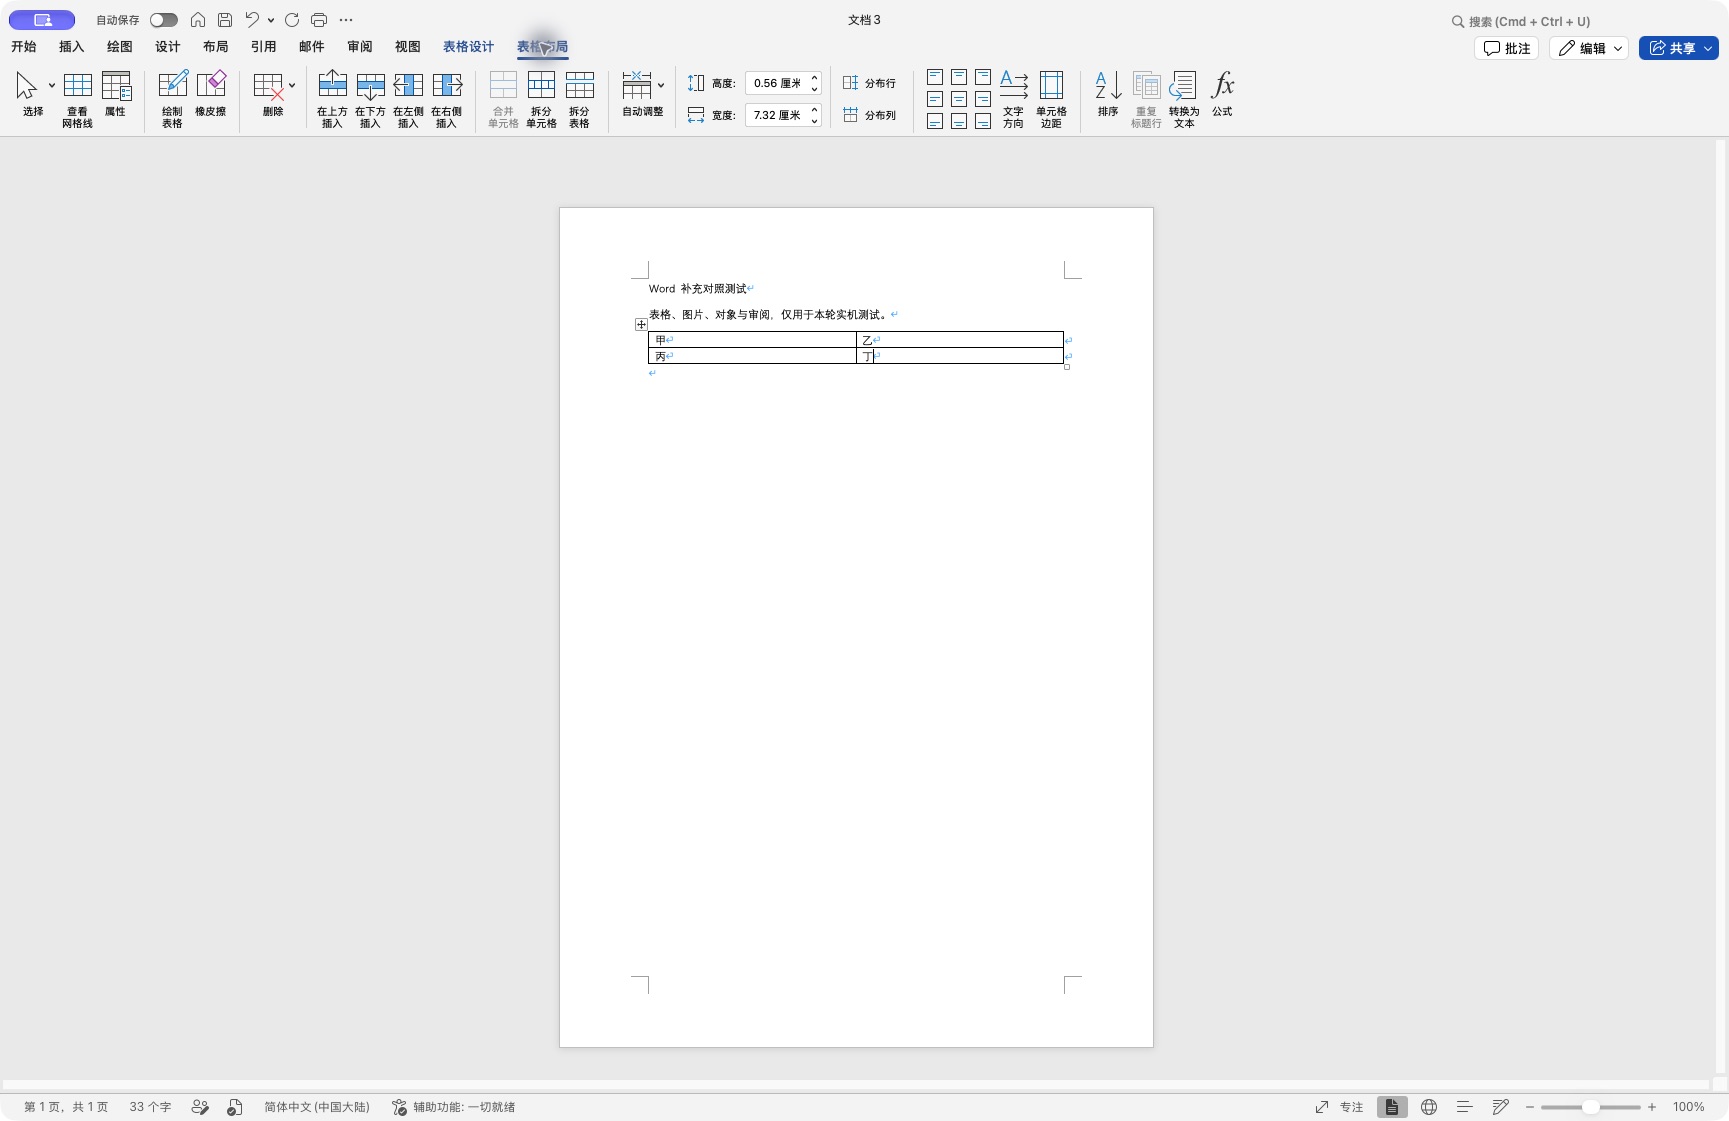 自动保存
文档 3
搜索 (Cmd + Ctrl + U)
开始 插入 绘图 设计 布局 引用 邮件 审阅 视图 表格设计 表格布局
批注 编辑 共享
选择
查看
网格线
属性
绘制
表格
橡皮擦
删除
在上方
插入
在下方
插入
在左侧
插入
在右侧
插入
合并
单元格
拆分
单元格
拆分
表格
自动调整
高度: 0.56 厘米
宽度: 7.32 厘米
分布行
分布列
文字
方向
单元格
边距
排序
重复
标题行
转换为
文本
公式
Word 补充对照测试
表格、图片、对象与审阅，仅用于本轮实机测试。
甲 乙
丙 丁
第 1 页，共 1 页 33 个字 简体中文 (中国大陆) 辅助功能: 一切就绪 专注 100%